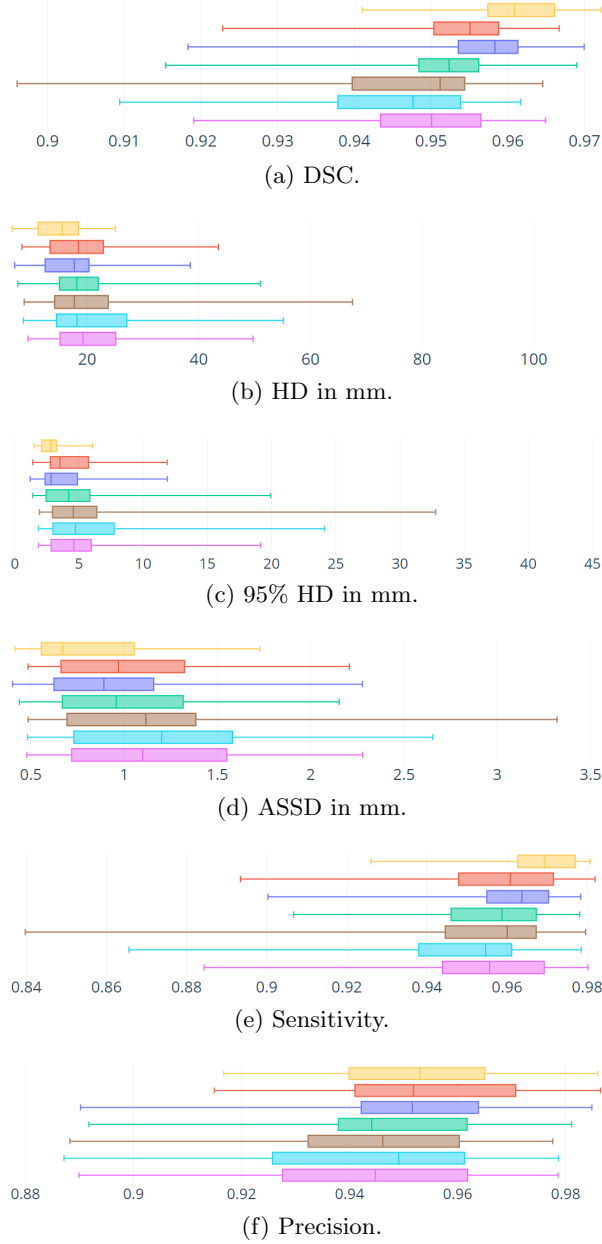 0.9 0.91 0.92 0.93 0.94 0.95 0.96 0.97
(a) DSC.
20 40 60 80 100
(b) HD in mm.
0 5 10 15 20 25 30 35 40 45
(c) 95% HD in mm.
0.5 1 1.5 2 2.5 3 3.5
(d) ASSD in mm.
0.84 0.86 0.88 0.9 0.92 0.94 0.96 0.98
(e) Sensitivity.
0.88 0.9 0.92 0.94 0.96 0.98
(f) Precision.